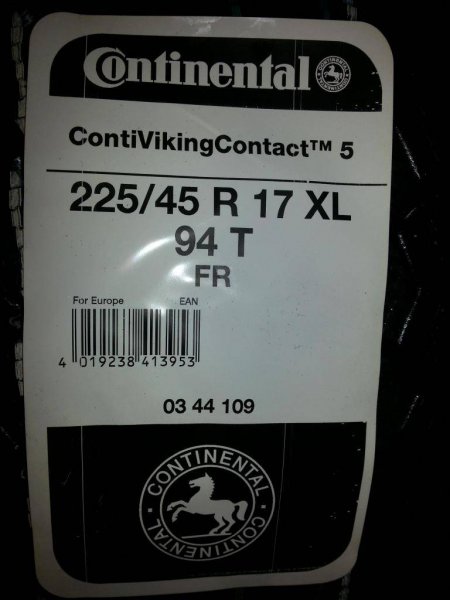 Continental
ContiVikingContact™ 5
225/45 R 17 XL
94 T
FR
For Europe EAN
4 019238 413953
03 44 109
CONTINENTAL
CONTINENTAL